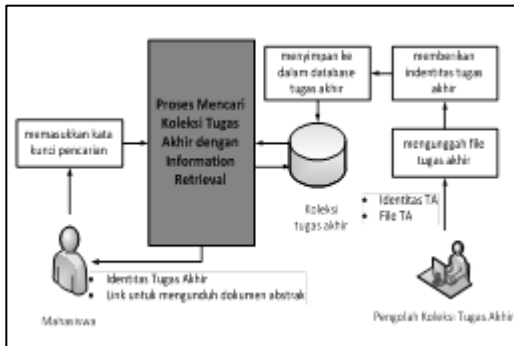 menyimpan ke
dalam database
tugas akhir
memberikan
indentitas tugas
akhir
Proses Mencari
Koleksi Tugas
Akhir dengan
Information
Retrieval
memasukkan kata
kunci pencarian
mengunggah file
tugas akhir
Koleksi
tugas akhir
• Identitas TA
• File TA
• Identitas Tugas Akhir
• Link untuk mengunduh dokumen abstrak
Mahasiswa
Pengolah Koleksi Tugas Akhir